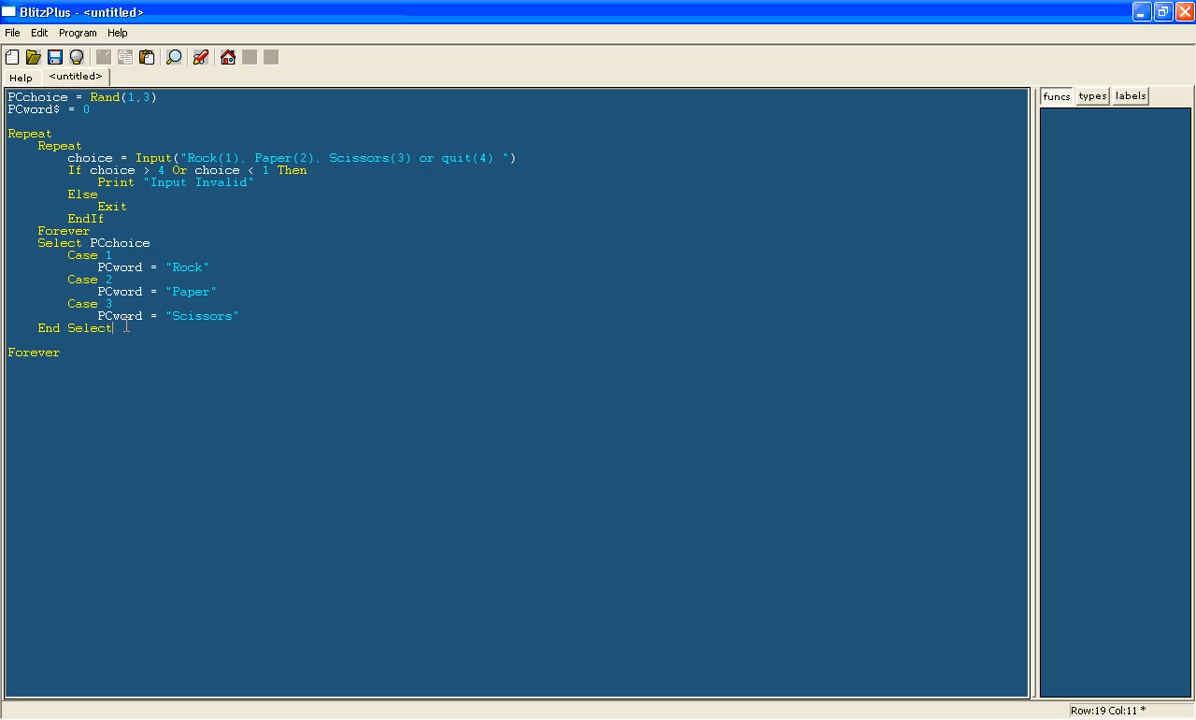 BlitzPlus - <untitled>
File Edit Program Help
Help <untitled>
funcs types labels
PCchoice = Rand(1,3)
PCword$ = 0
Repeat
Repeat
choice = Input("Rock(1), Paper(2), Scissors(3) or quit(4) ")
If choice > 4 Or choice < 1 Then
Print "Input Invalid"
Else
Exit
EndIf
Forever
Select PCchoice
Case 1
PCword = "Rock"
Case 2
PCword = "Paper"
Case 3
PCword = "Scissors"
End Select
Forever
Row:19 Col:11 *